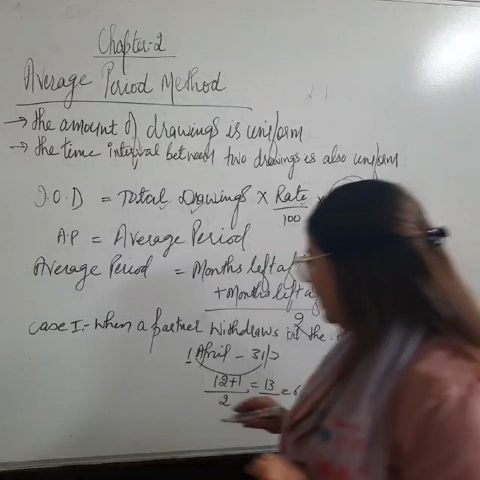 Chapter-2
Average Period Method
→ the amount of drawings is uniform
→ the time interval between two drawings is also uniform
I.O.D = Total Drawings × Rate/100 ×
A.P = Average Period
Average Period = Months left
+ Months left
2
Case I:- When a partner withdraws in the
1 April - 31/3
12+1/2 = 13 = 6